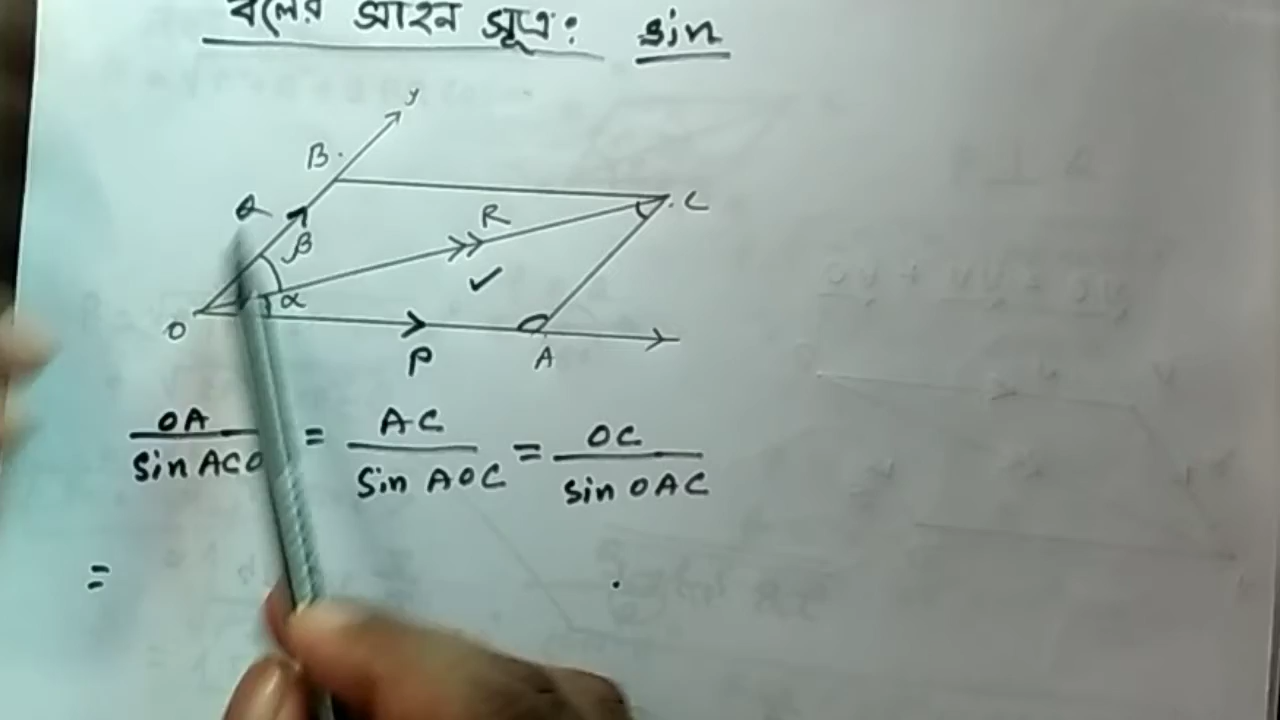 বলের সাইন সূত্র: sin
y
B
Q
β
R
C
α
O
P
A
OA / sin ACO = AC / sin AOC = OC / sin OAC
=